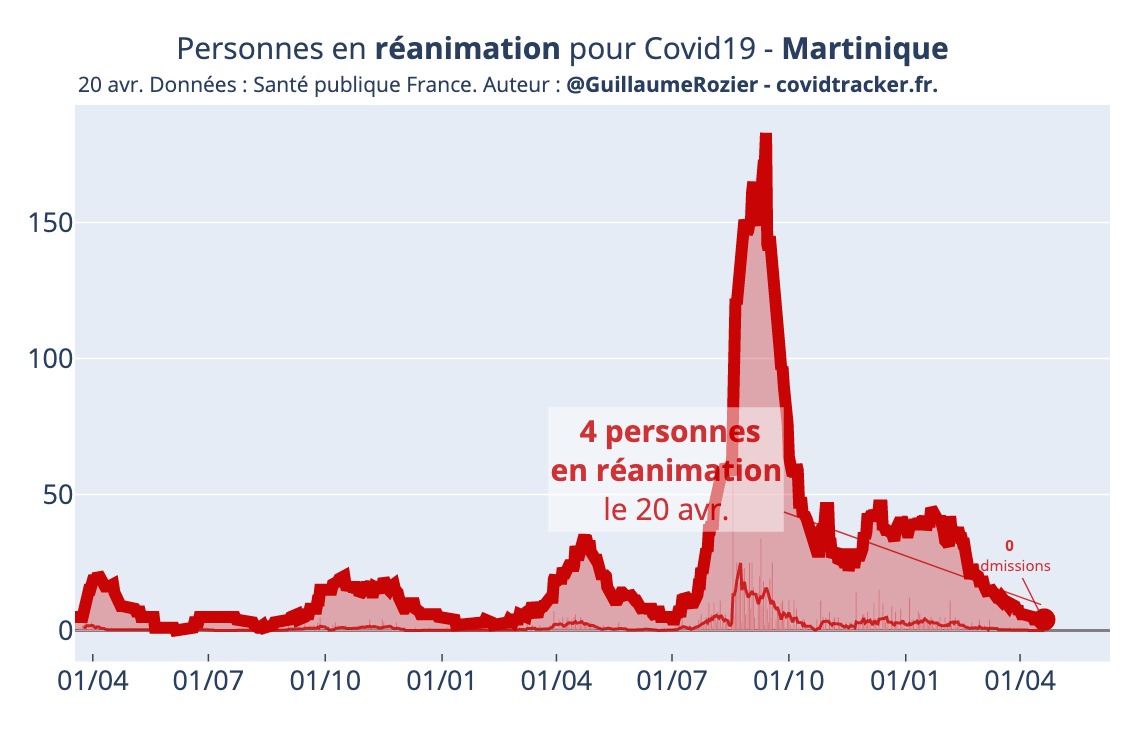 Personnes en réanimation pour Covid19 - Martinique
20 avr. Données : Santé publique France. Auteur : @GuillaumeRozier - covidtracker.fr.
150
100
50
0
4 personnes
en réanimation
le 20 avr.
0
dmissions
01/04 01/07 01/10 01/01 01/04 01/07 01/10 01/01 01/04